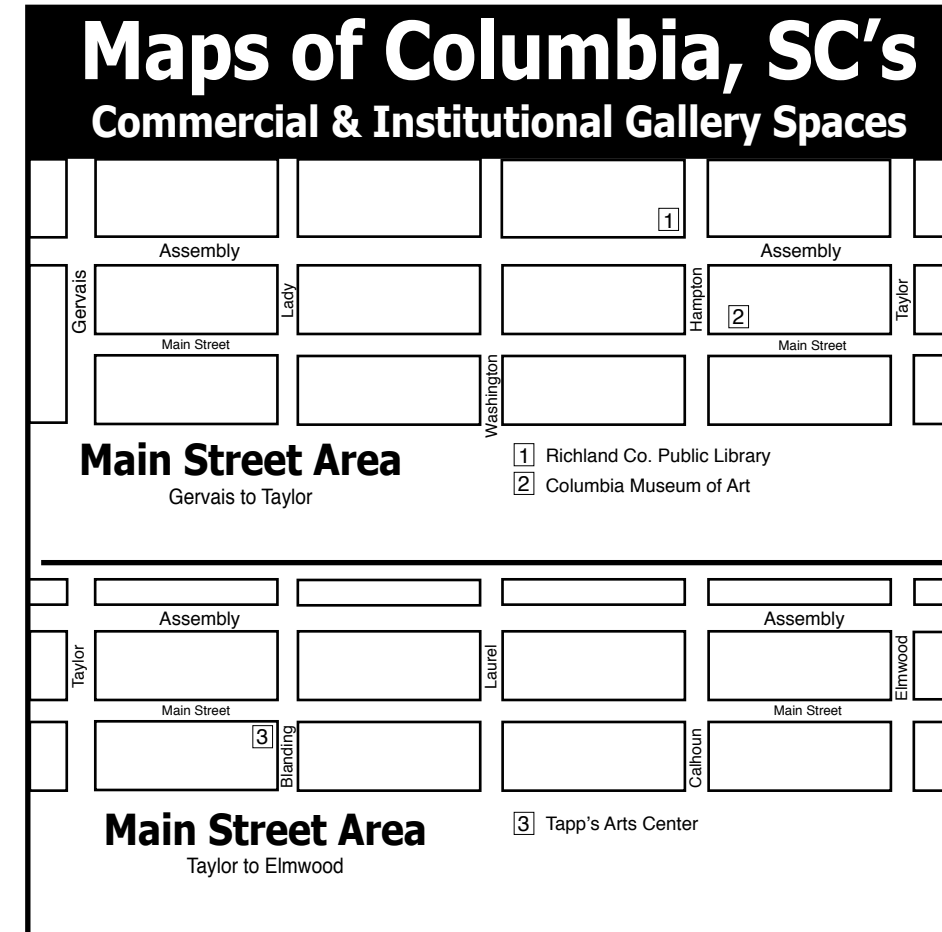 Maps of Columbia, SC's
Commercial & Institutional Gallery Spaces
1
Assembly
Assembly
Gervais
Lady
Hampton
Taylor
2
Main Street
Main Street
Washington
Main Street Area
Gervais to Taylor
1 Richland Co. Public Library
2 Columbia Museum of Art
Assembly
Assembly
Taylor
Laurel
Elmwood
Main Street
Main Street
3
Blanding
Calhoun
Main Street Area
Taylor to Elmwood
3 Tapp's Arts Center